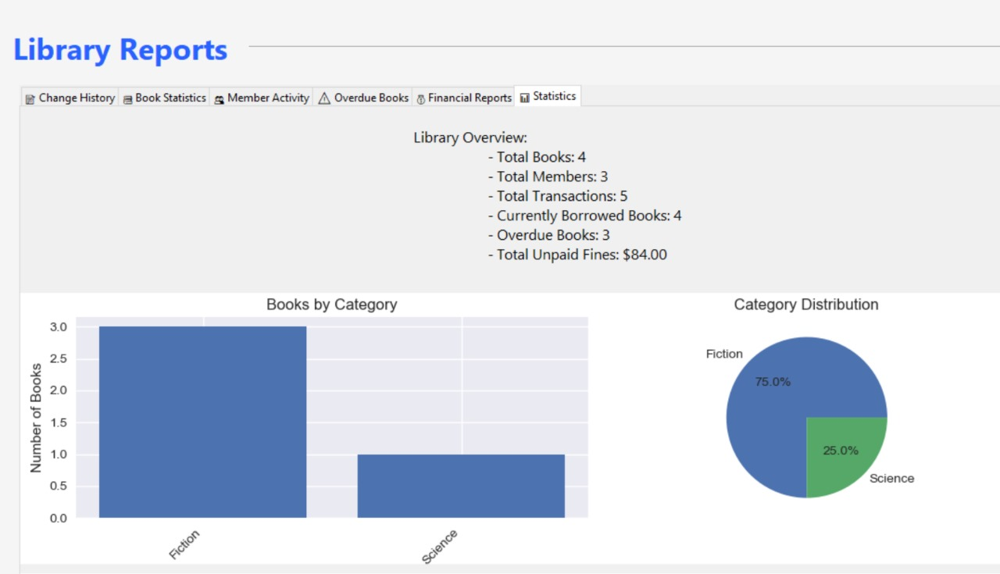 Library Reports
Change History Book Statistics Member Activity Overdue Books Financial Reports Statistics
Library Overview:
- Total Books: 4
- Total Members: 3
- Total Transactions: 5
- Currently Borrowed Books: 4
- Overdue Books: 3
- Total Unpaid Fines: $84.00
Books by Category
Number of Books
3.0
2.5
2.0
1.5
1.0
0.5
0.0
Fiction
Science
Category Distribution
Fiction
75.0%
25.0%
Science